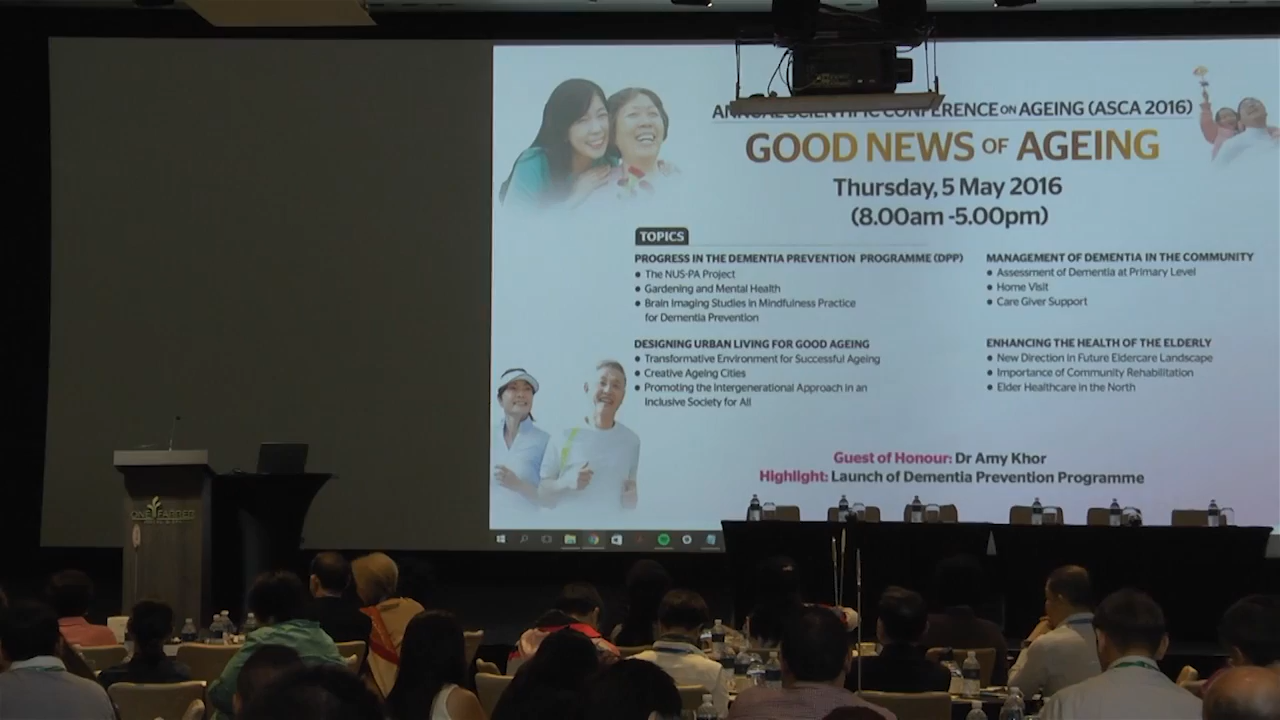 ANNUAL SCIENTIFIC CONFERENCE ON AGEING (ASCA 2016)
GOOD NEWS OF AGEING
Thursday, 5 May 2016
(8.00am -5.00pm)
TOPICS
PROGRESS IN THE DEMENTIA PREVENTION PROGRAMME (DPP)
• The NUS-PA Project
• Gardening and Mental Health
• Brain Imaging Studies in Mindfulness Practice
for Dementia Prevention
DESIGNING URBAN LIVING FOR GOOD AGEING
• Transformative Environment for Successful Ageing
• Creative Ageing Cities
• Promoting the Intergenerational Approach in an
Inclusive Society for All
MANAGEMENT OF DEMENTIA IN THE COMMUNITY
• Assessment of Dementia at Primary Level
• Home Visit
• Care Giver Support
ENHANCING THE HEALTH OF THE ELDERLY
• New Direction in Future Eldercare Landscape
• Importance of Community Rehabilitation
• Elder Healthcare in the North
Guest of Honour: Dr Amy Khor
Highlight: Launch of Dementia Prevention Programme
ONE FARRER